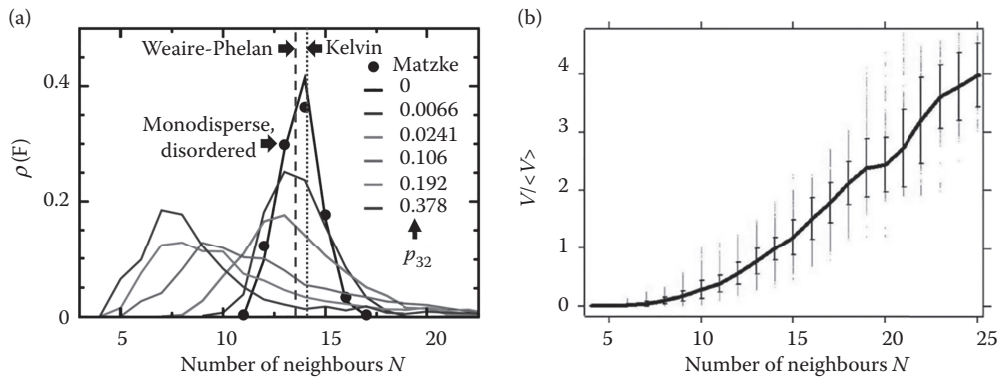 (a)
Weaire-Phelan
Kelvin
Matzke
0
0.0066
0.0241
0.106
0.192
0.378
p32
Monodisperse,
disordered
ρ(F)
0.4
0.2
0
5 10 15 20
Number of neighbours N
(b)
V/<V>
4
3
2
1
0
5 10 15 20 25
Number of neighbours N